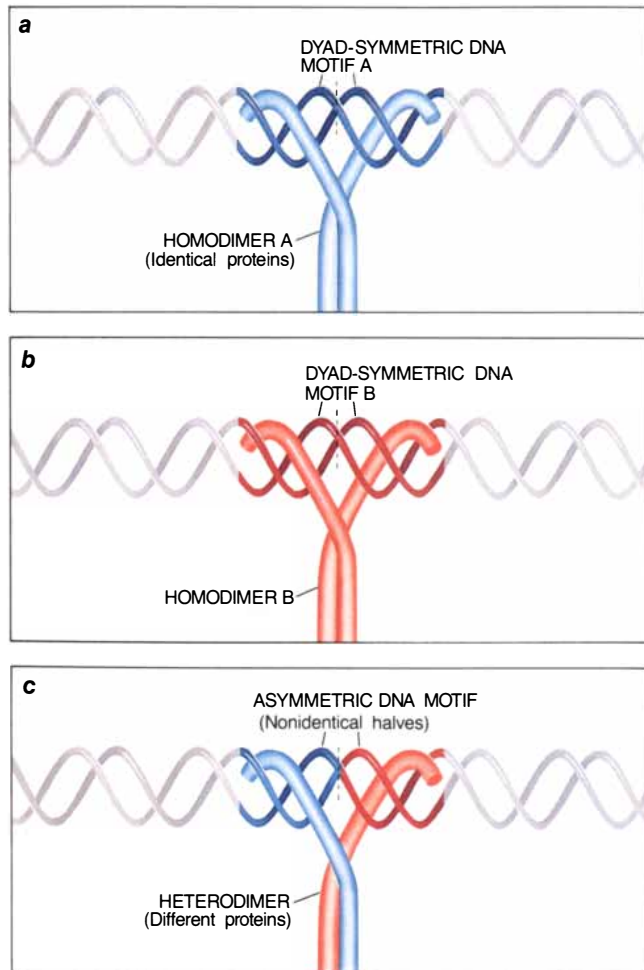 a
DYAD-SYMMETRIC DNA
MOTIF A
HOMODIMER A
(Identical proteins)
b
DYAD-SYMMETRIC DNA
MOTIF B
HOMODIMER B
c
ASYMMETRIC DNA MOTIF
(Nonidentical halves)
HETERODIMER
(Different proteins)